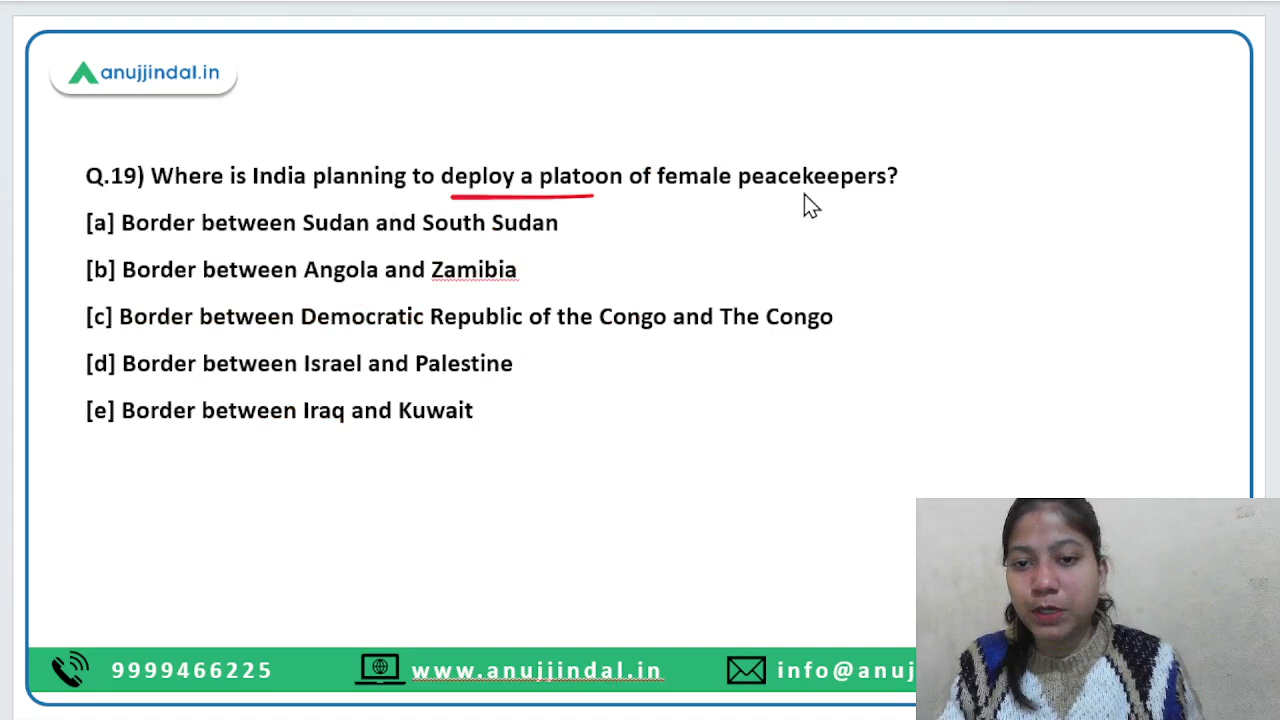 anujjindal.in
Q.19) Where is India planning to deploy a platoon of female peacekeepers?
[a] Border between Sudan and South Sudan
[b] Border between Angola and Zamibia
[c] Border between Democratic Republic of the Congo and The Congo
[d] Border between Israel and Palestine
[e] Border between Iraq and Kuwait
9999466225 www.anujjindal.in info@anuj